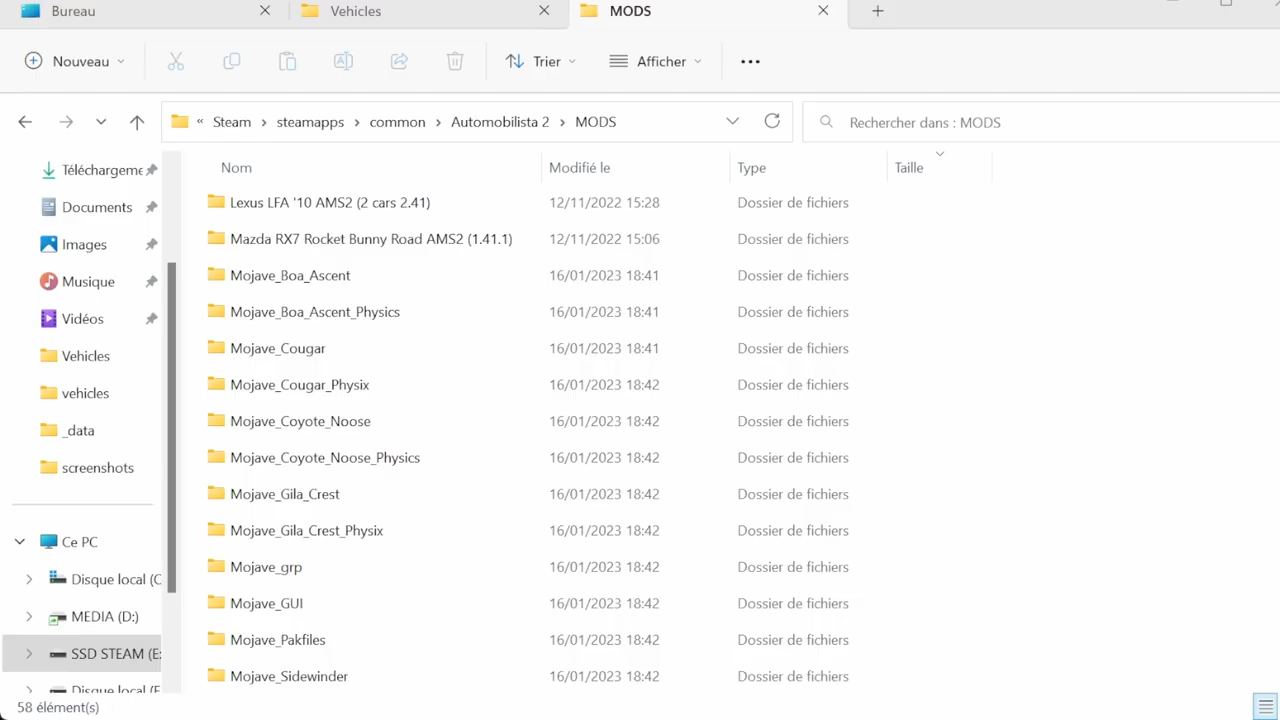 Bureau Vehicles MODS
Nouveau Trier Afficher
« Steam > steamapps > common > Automobilista 2 > MODS Rechercher dans : MODS
Nom Modifié le Type Taille
Téléchargeme
Documents
Images
Musique
Vidéos
Vehicles
vehicles
_data
screenshots
Ce PC
Disque local (C
MEDIA (D:)
SSD STEAM (E:
Disque local (F
Lexus LFA '10 AMS2 (2 cars 2.41) 12/11/2022 15:28 Dossier de fichiers
Mazda RX7 Rocket Bunny Road AMS2 (1.41.1) 12/11/2022 15:06 Dossier de fichiers
Mojave_Boa_Ascent 16/01/2023 18:41 Dossier de fichiers
Mojave_Boa_Ascent_Physics 16/01/2023 18:41 Dossier de fichiers
Mojave_Cougar 16/01/2023 18:41 Dossier de fichiers
Mojave_Cougar_Physix 16/01/2023 18:42 Dossier de fichiers
Mojave_Coyote_Noose 16/01/2023 18:42 Dossier de fichiers
Mojave_Coyote_Noose_Physics 16/01/2023 18:42 Dossier de fichiers
Mojave_Gila_Crest 16/01/2023 18:42 Dossier de fichiers
Mojave_Gila_Crest_Physix 16/01/2023 18:42 Dossier de fichiers
Mojave_grp 16/01/2023 18:42 Dossier de fichiers
Mojave_GUI 16/01/2023 18:42 Dossier de fichiers
Mojave_Pakfiles 16/01/2023 18:42 Dossier de fichiers
Mojave_Sidewinder 16/01/2023 18:42 Dossier de fichiers
58 élément(s)